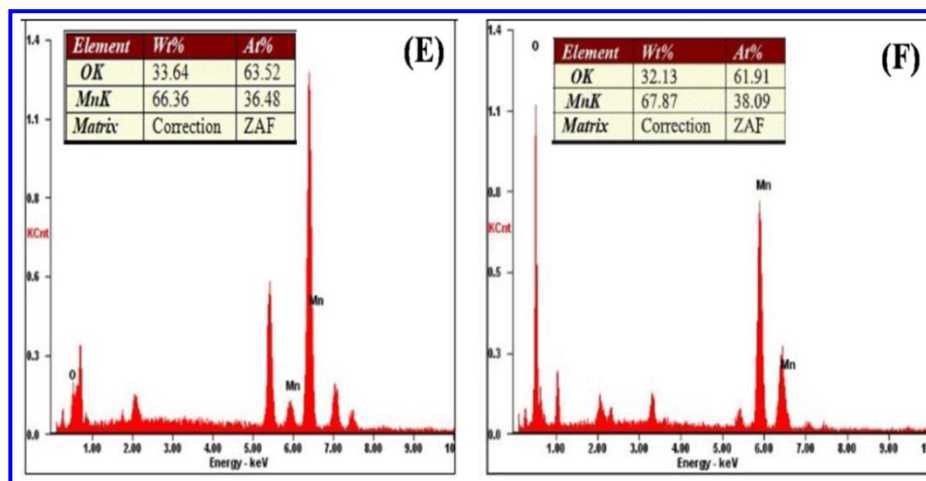 (E)
Element Wt% At%
OK 33.64 63.52
MnK 66.36 36.48
Matrix Correction ZAF
1.4
1.1
0.8
KCnt
0.6
0.3
0.0
O
Mn
Mn
1.00 2.00 3.00 4.00 5.00 6.00 7.00 8.00 9.00 10
Energy - keV
(F)
O
Element Wt% At%
OK 32.13 61.91
MnK 67.87 38.09
Matrix Correction ZAF
1.4
1.1
0.8
KCnt
0.5
0.3
0.0
Mn
Mn
1.00 2.00 3.00 4.00 5.00 6.00 7.00 8.00 9.00 1
Energy - keV